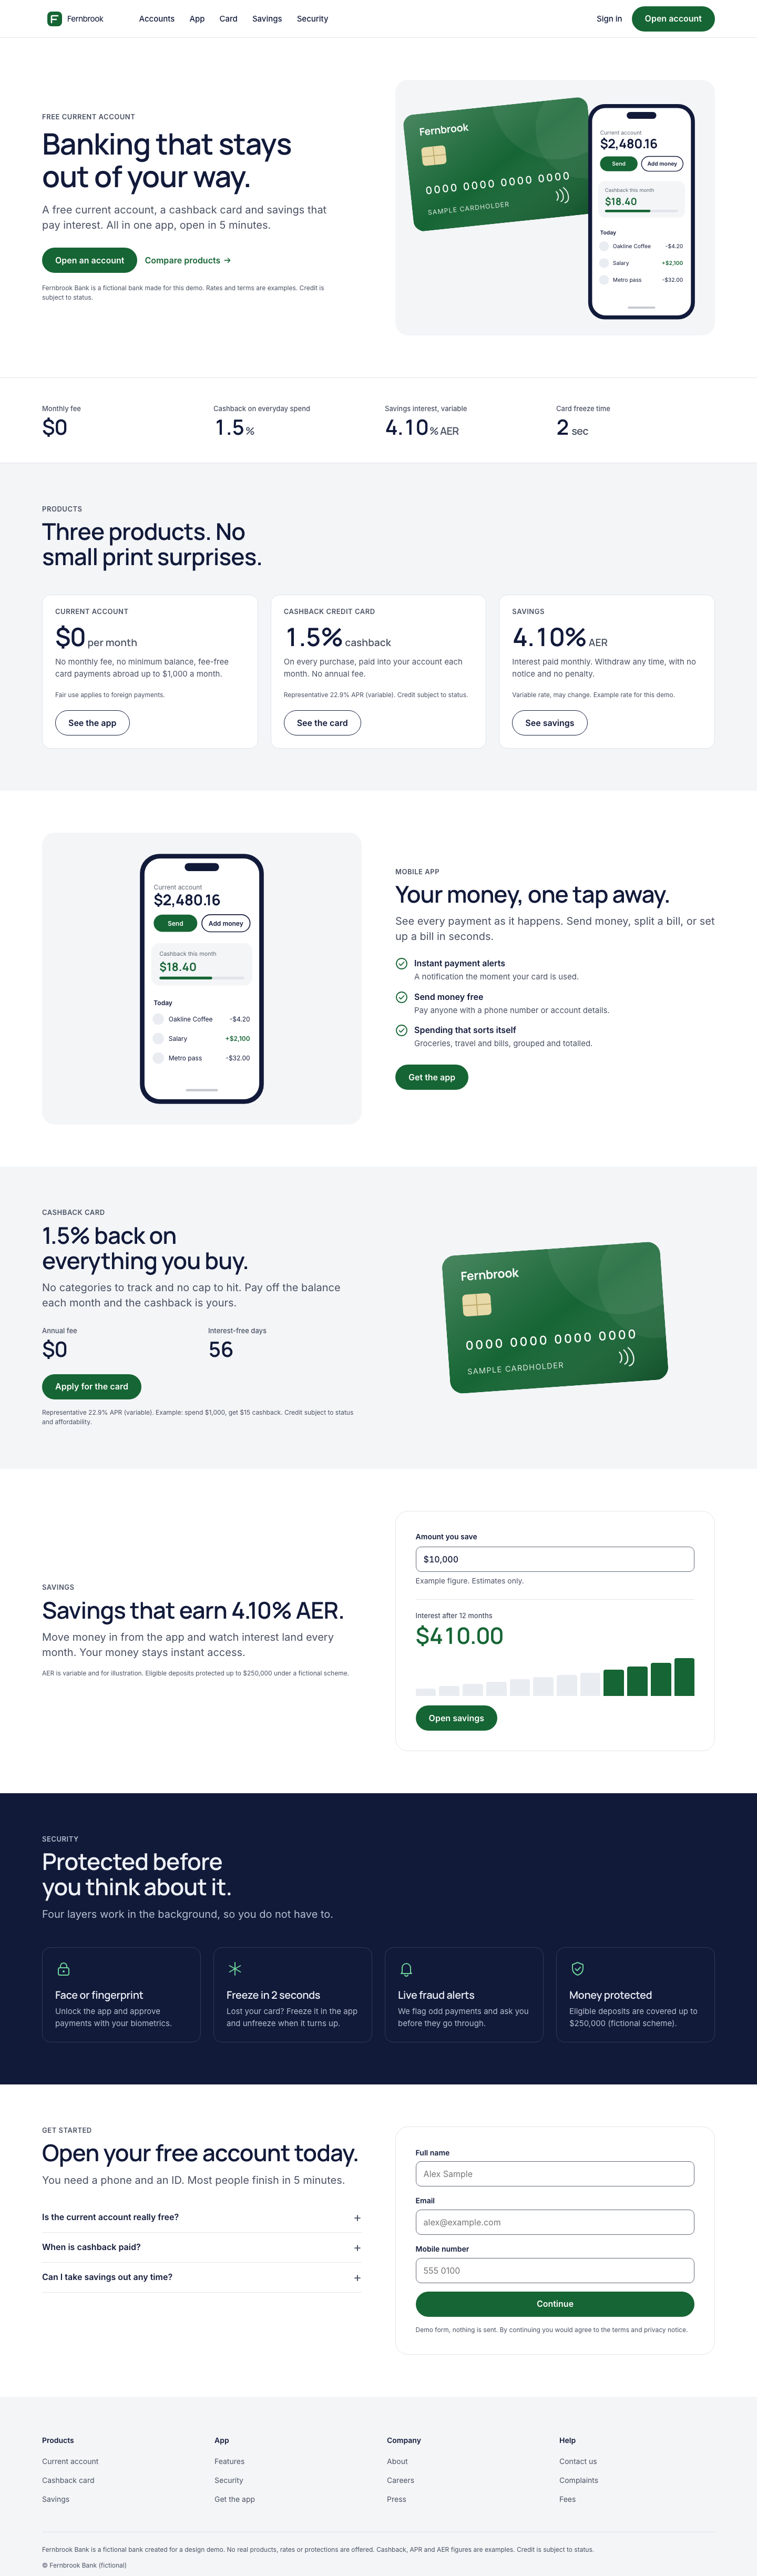 Fernbrook
Accounts
App
Card
Savings
Security
Sign in
Open account
FREE CURRENT ACCOUNT
Banking that stays
out of your way.
A free current account, a cashback card and savings that
pay interest. All in one app, open in 5 minutes.
Open an account
Compare products →
Fernbrook Bank is a fictional bank made for this demo. Rates and terms are examples. Credit is
subject to status.
Fernbrook
0000 0000 0000 0000
SAMPLE CARDHOLDER
Current account
$2,480.16
Send
Add money
Cashback this month
$18.40
Today
Oakline Coffee -$4.20
Salary +$2,100
Metro pass -$32.00
Monthly fee
$0
Cashback on everyday spend
1.5%
Savings interest, variable
4.10% AER
Card freeze time
2 sec
PRODUCTS
Three products. No
small print surprises.
CURRENT ACCOUNT
$0 per month
No monthly fee, no minimum balance, fee-free
card payments abroad up to $1,000 a month.
Fair use applies to foreign payments.
See the app
CASHBACK CREDIT CARD
1.5% cashback
On every purchase, paid into your account each
month. No annual fee.
Representative 22.9% APR (variable). Credit subject to status.
See the card
SAVINGS
4.10% AER
Interest paid monthly. Withdraw any time, with no
notice and no penalty.
Variable rate, may change. Example rate for this demo.
See savings
Current account
$2,480.16
Send
Add money
Cashback this month
$18.40
Today
Oakline Coffee -$4.20
Salary +$2,100
Metro pass -$32.00
MOBILE APP
Your money, one tap away.
See every payment as it happens. Send money, split a bill, or set
up a bill in seconds.
Instant payment alerts
A notification the moment your card is used.
Send money free
Pay anyone with a phone number or account details.
Spending that sorts itself
Groceries, travel and bills, grouped and totalled.
Get the app
CASHBACK CARD
1.5% back on
everything you buy.
No categories to track and no cap to hit. Pay off the balance
each month and the cashback is yours.
Annual fee
$0
Interest-free days
56
Apply for the card
Representative 22.9% APR (variable). Example: spend $1,000, get $15 cashback. Credit subject to status
and affordability.
Fernbrook
0000 0000 0000 0000
SAMPLE CARDHOLDER
SAVINGS
Savings that earn 4.10% AER.
Move money in from the app and watch interest land every
month. Your money stays instant access.
AER is variable and for illustration. Eligible deposits protected up to $250,000 under a fictional scheme.
Amount you save
$10,000
Example figure. Estimates only.
Interest after 12 months
$410.00
Open savings
SECURITY
Protected before
you think about it.
Four layers work in the background, so you do not have to.
Face or fingerprint
Unlock the app and approve
payments with your biometrics.
Freeze in 2 seconds
Lost your card? Freeze it in the app
and unfreeze when it turns up.
Live fraud alerts
We flag odd payments and ask you
before they go through.
Money protected
Eligible deposits are covered up to
$250,000 (fictional scheme).
GET STARTED
Open your free account today.
You need a phone and an ID. Most people finish in 5 minutes.
Is the current account really free? +
When is cashback paid? +
Can I take savings out any time? +
Full name
Alex Sample
Email
alex@example.com
Mobile number
555 0100
Continue
Demo form, nothing is sent. By continuing you would agree to the terms and privacy notice.
Products
Current account
Cashback card
Savings
App
Features
Security
Get the app
Company
About
Careers
Press
Help
Contact us
Complaints
Fees
Fernbrook Bank is a fictional bank created for a design demo. No real products, rates or protections are offered. Cashback, APR and AER figures are examples. Credit is subject to status.
© Fernbrook Bank (fictional)